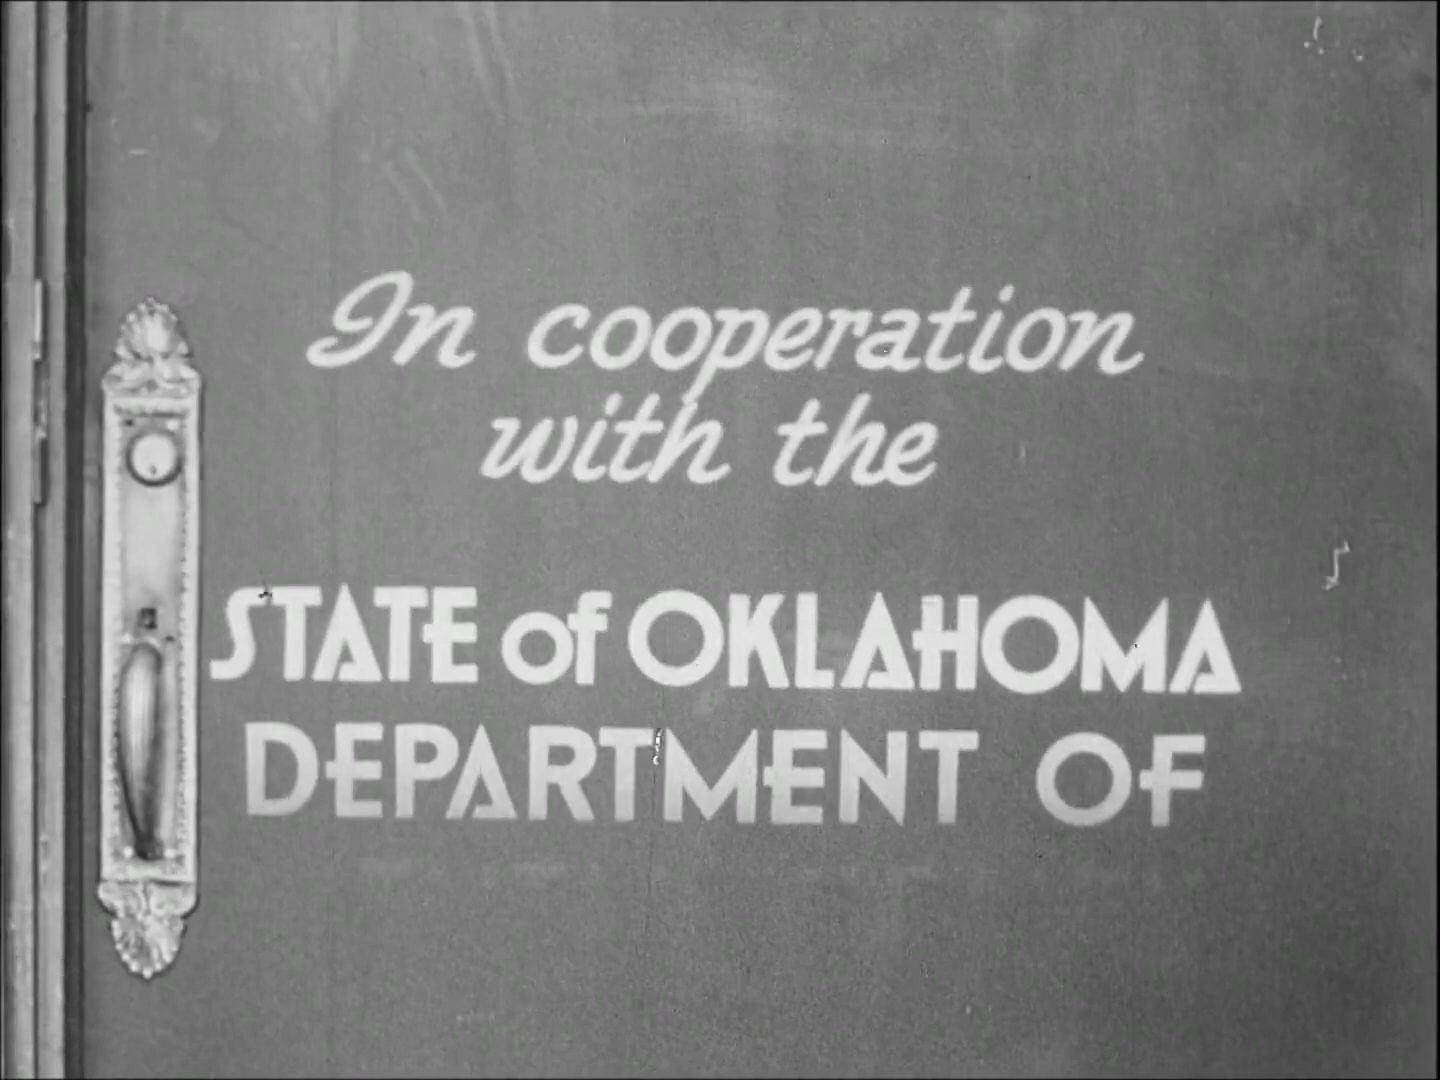 In cooperation
with the
STATE of OKLAHOMA
DEPARTMENT OF